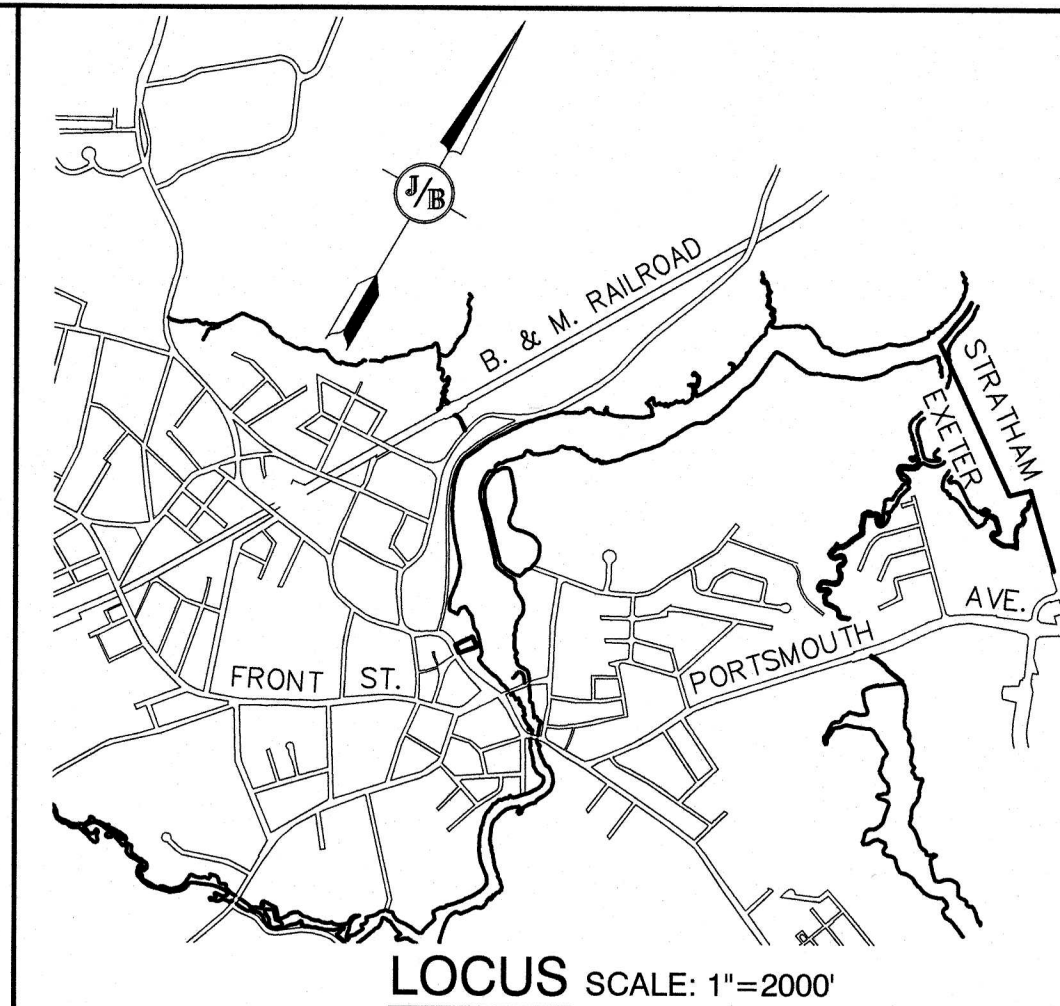 J/B
B. & M. RAILROAD
STRATHAM
EXETER
AVE.
PORTSMOUTH
FRONT ST.
LOCUS SCALE: 1"=2000'